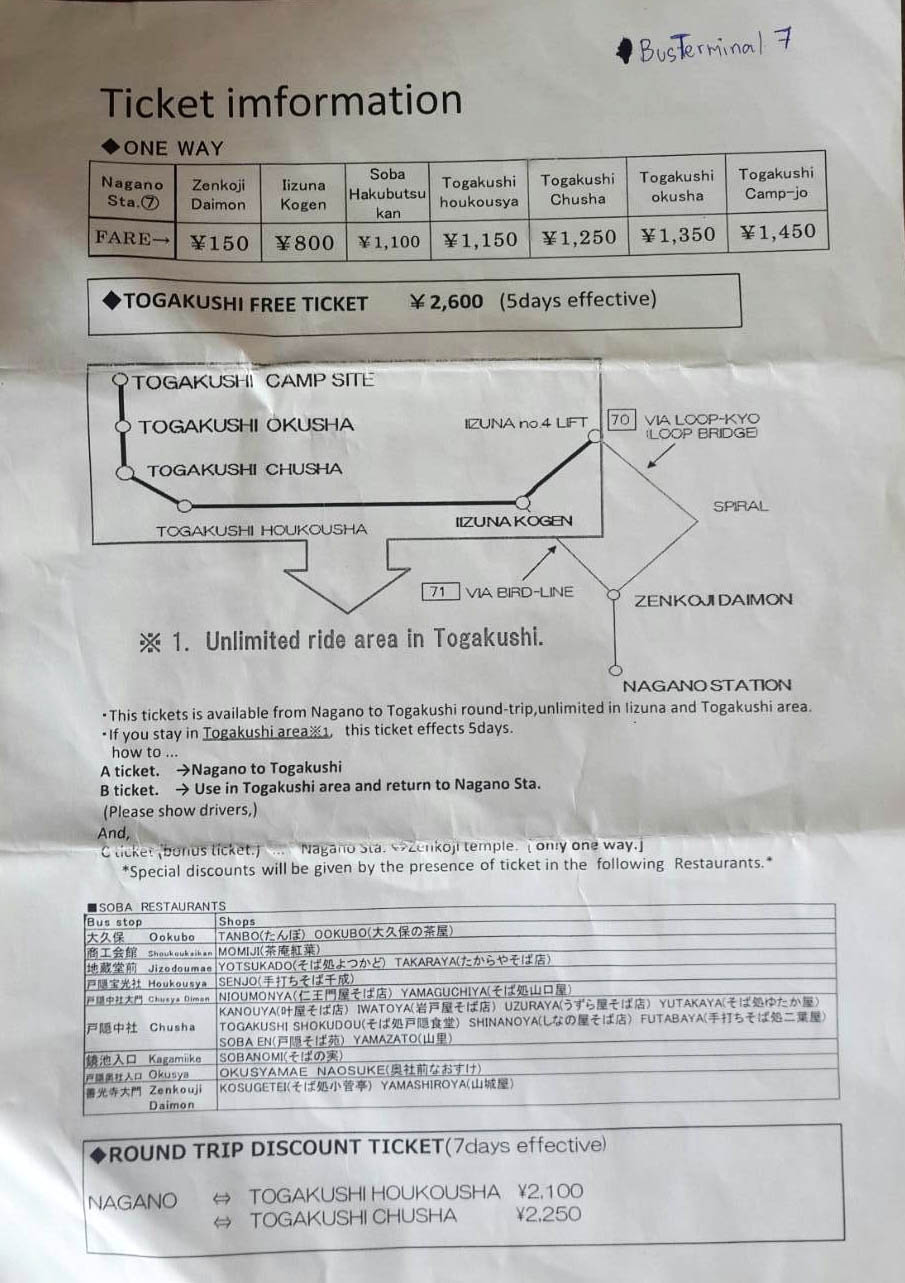 BusTerminal 7
Ticket imformation
◆ONE WAY
Nagano Sta.⑦ Zenkoji Daimon Iizuna Kogen Soba Hakubutsu kan Togakushi houkousya Togakushi Chusha Togakushi okusha Togakushi Camp-jo
FARE→ ¥150 ¥800 ¥1,100 ¥1,150 ¥1,250 ¥1,350 ¥1,450
◆TOGAKUSHI FREE TICKET ¥2,600 (5days effective)
TOGAKUSHI CAMP SITE
TOGAKUSHI OKUSHA
IIZUNA no.4 LIFT
70 VIA LOOP-KYO
(LOOP BRIDGE)
TOGAKUSHI CHUSHA
SPIRAL
TOGAKUSHI HOUKOUSHA
IIZUNA KOGEN
71 VIA BIRD-LINE
ZENKOJI DAIMON
※ 1. Unlimited ride area in Togakushi.
NAGANO STATION
・This tickets is available from Nagano to Togakushi round-trip,unlimited in Iizuna and Togakushi area.
・If you stay in Togakushi area※1, this ticket effects 5days.
how to ...
A ticket. →Nagano to Togakushi
B ticket. → Use in Togakushi area and return to Nagano Sta.
(Please show drivers,)
And,
C ticket [bonus ticket.] ... Nagano Sta. ⇔Zenkoji temple. [ only one way.]
*Special discounts will be given by the presence of ticket in the following Restaurants.*
■SOBA RESTAURANTS
Bus stop Shops
大久保 Ookubo TANBO(たんぼ) OOKUBO(大久保の茶屋)
商工会館 Shoukoukaikan MOMIJI(茶庵紅葉)
地蔵堂前 Jizodoumae YOTSUKADO(そば処よつかど) TAKARAYA(たからやそば店)
戸隠宝光社 Houkousya SENJO(手打ちそば千成)
戸隠中社大門 Chusya Dimon NIOUMONYA(仁王門屋そば店) YAMAGUCHIYA(そば処山口屋)
戸隠中社 Chusha KANOUYA(叶屋そば店) IWATOYA(岩戸屋そば店) UZURAYA(うずら屋そば店) YUTAKAYA(そば処ゆたか屋)
TOGAKUSHI SHOKUDOU(そば処戸隠食堂) SHINANOYA(しなの屋そば店) FUTABAYA(手打ちそば処二葉屋)
SOBA EN(戸隠そば苑) YAMAZATO(山里)
鏡池入口 Kagamiike SOBANOMI(そばの実)
戸隠奥社入口 Okusya OKUSYAMAE NAOSUKE(奥社前なおすけ)
善光寺大門 Zenkouji Daimon KOSUGETEI(そば処小菅亭) YAMASHIROYA(山城屋)
◆ROUND TRIP DISCOUNT TICKET(7days effective)
NAGANO ⇔ TOGAKUSHI HOUKOUSHA ¥2,100
⇔ TOGAKUSHI CHUSHA ¥2,250